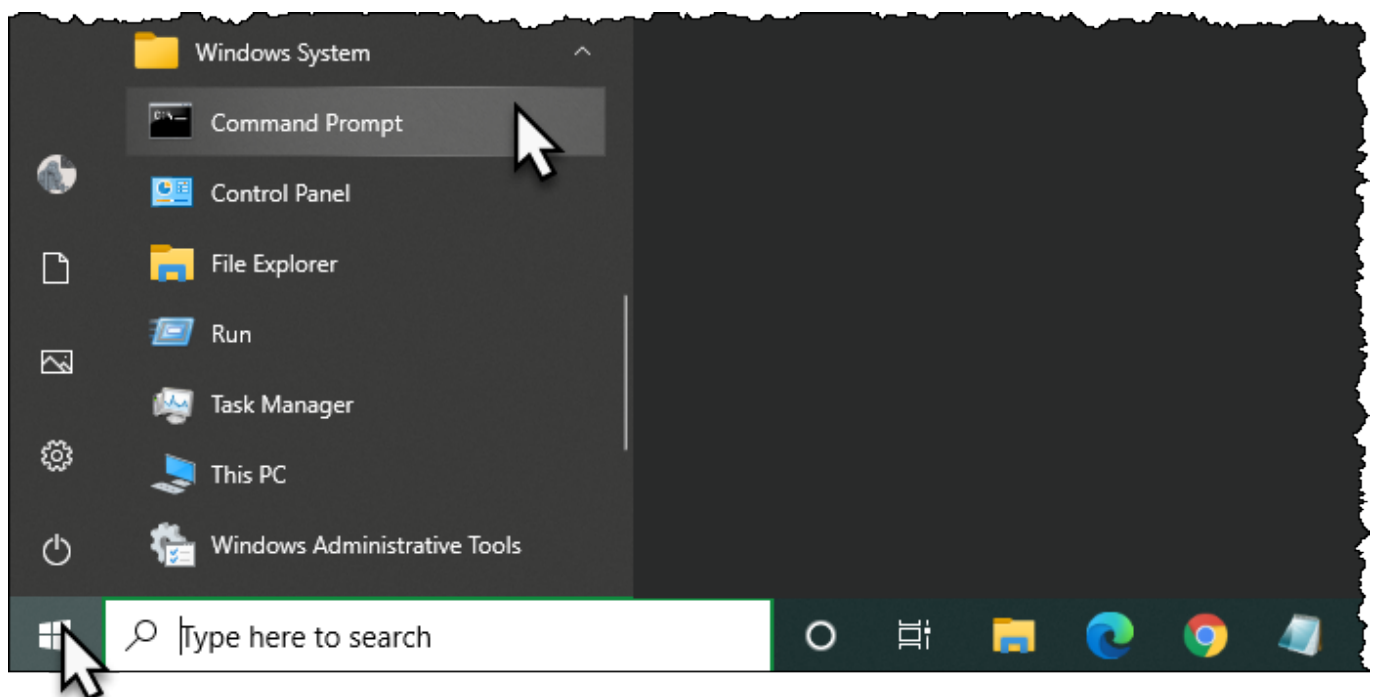 Windows System
Command Prompt
Control Panel
File Explorer
Run
Task Manager
This PC
Windows Administrative Tools
Type here to search